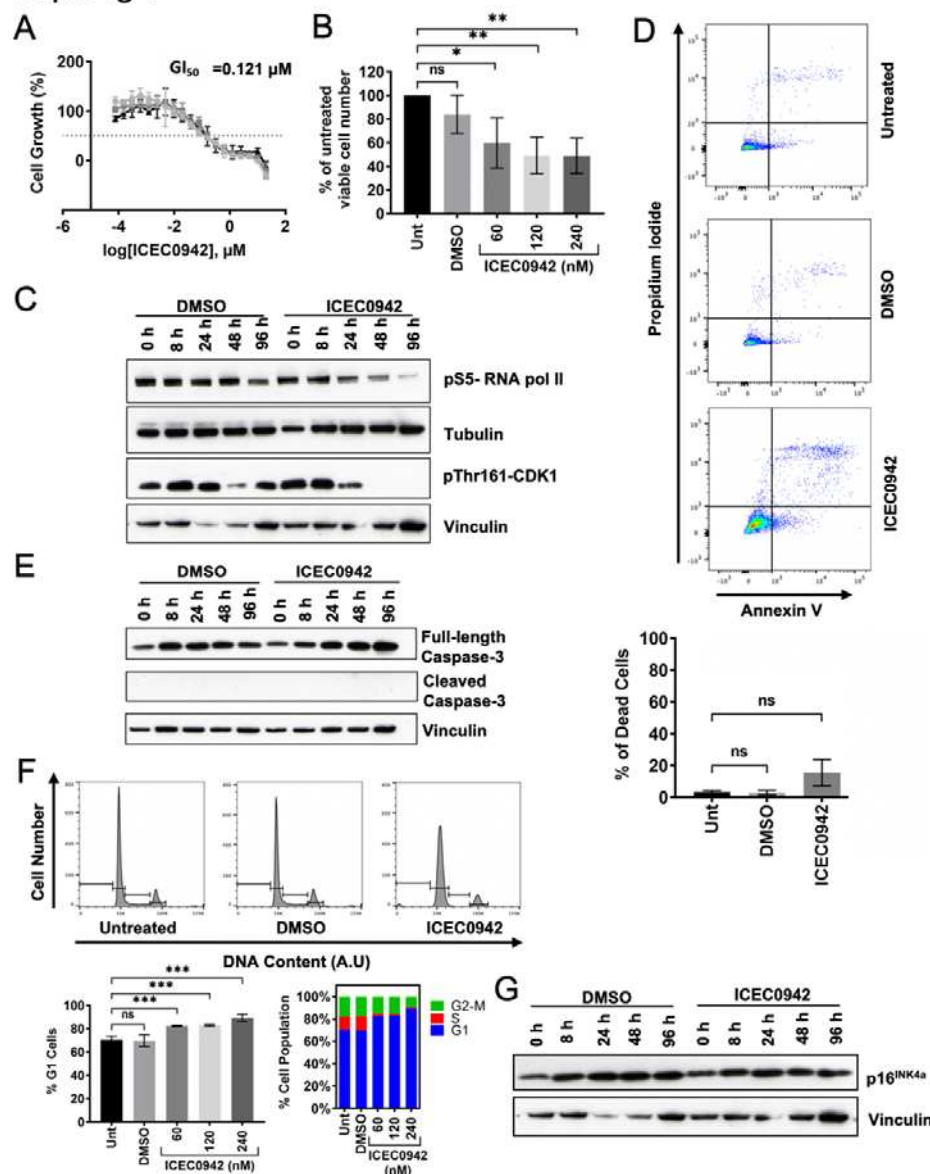 A
GI50 =0.121 µM
Cell Growth (%)
200
150
100
50
0
-6 -4 -2 0 2
log[ICEC0942], µM
B
**
**
*
ns
% of untreated
viable cell number
120
100
80
60
40
20
0
Unt
DMSO
60
120
240
ICEC0942 (nM)
C
DMSO ICEC0942
0 h 8 h 24 h 48 h 96 h 0 h 8 h 24 h 48 h 96 h
pS5- RNA pol II
Tubulin
pThr161-CDK1
Vinculin
D
Propidium Iodide
Untreated
DMSO
ICEC0942
Annexin V
% of Dead Cells
100
80
60
40
20
0
ns
ns
Unt
DMSO
ICEC0942
E
DMSO ICEC0942
0 h 8 h 24 h 48 h 96 h 0 h 8 h 24 h 48 h 96 h
Full-length
Caspase-3
Cleaved
Caspase-3
Vinculin
F
Cell Number
Untreated DMSO ICEC0942
DNA Content (A.U)
***
***
***
ns
% G1 Cells
100
80
60
40
20
0
Unt
DMSO
60
120
240
ICEC0942 (nM)
% Cell Population
100%
80%
60%
40%
20%
0%
G2-M
S
G1
Unt
DMSO
60
120
240
ICEC0942 (nM)
G
DMSO ICEC0942
0 h 8 h 24 h 48 h 96 h 0 h 8 h 24 h 48 h 96 h
p16INK4a
Vinculin